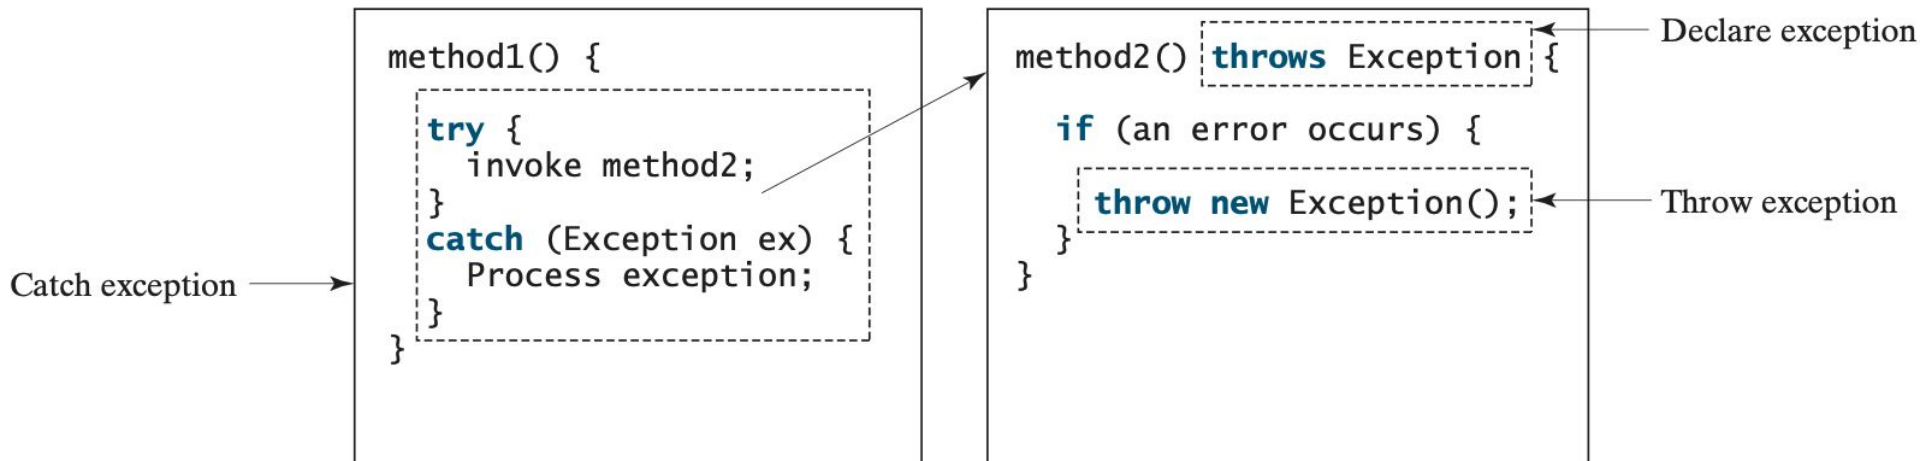 Catch exception
method1() {
try {
invoke method2;
}
catch (Exception ex) {
Process exception;
}
}
method2() throws Exception {
if (an error occurs) {
throw new Exception();
}
}
Declare exception
Throw exception